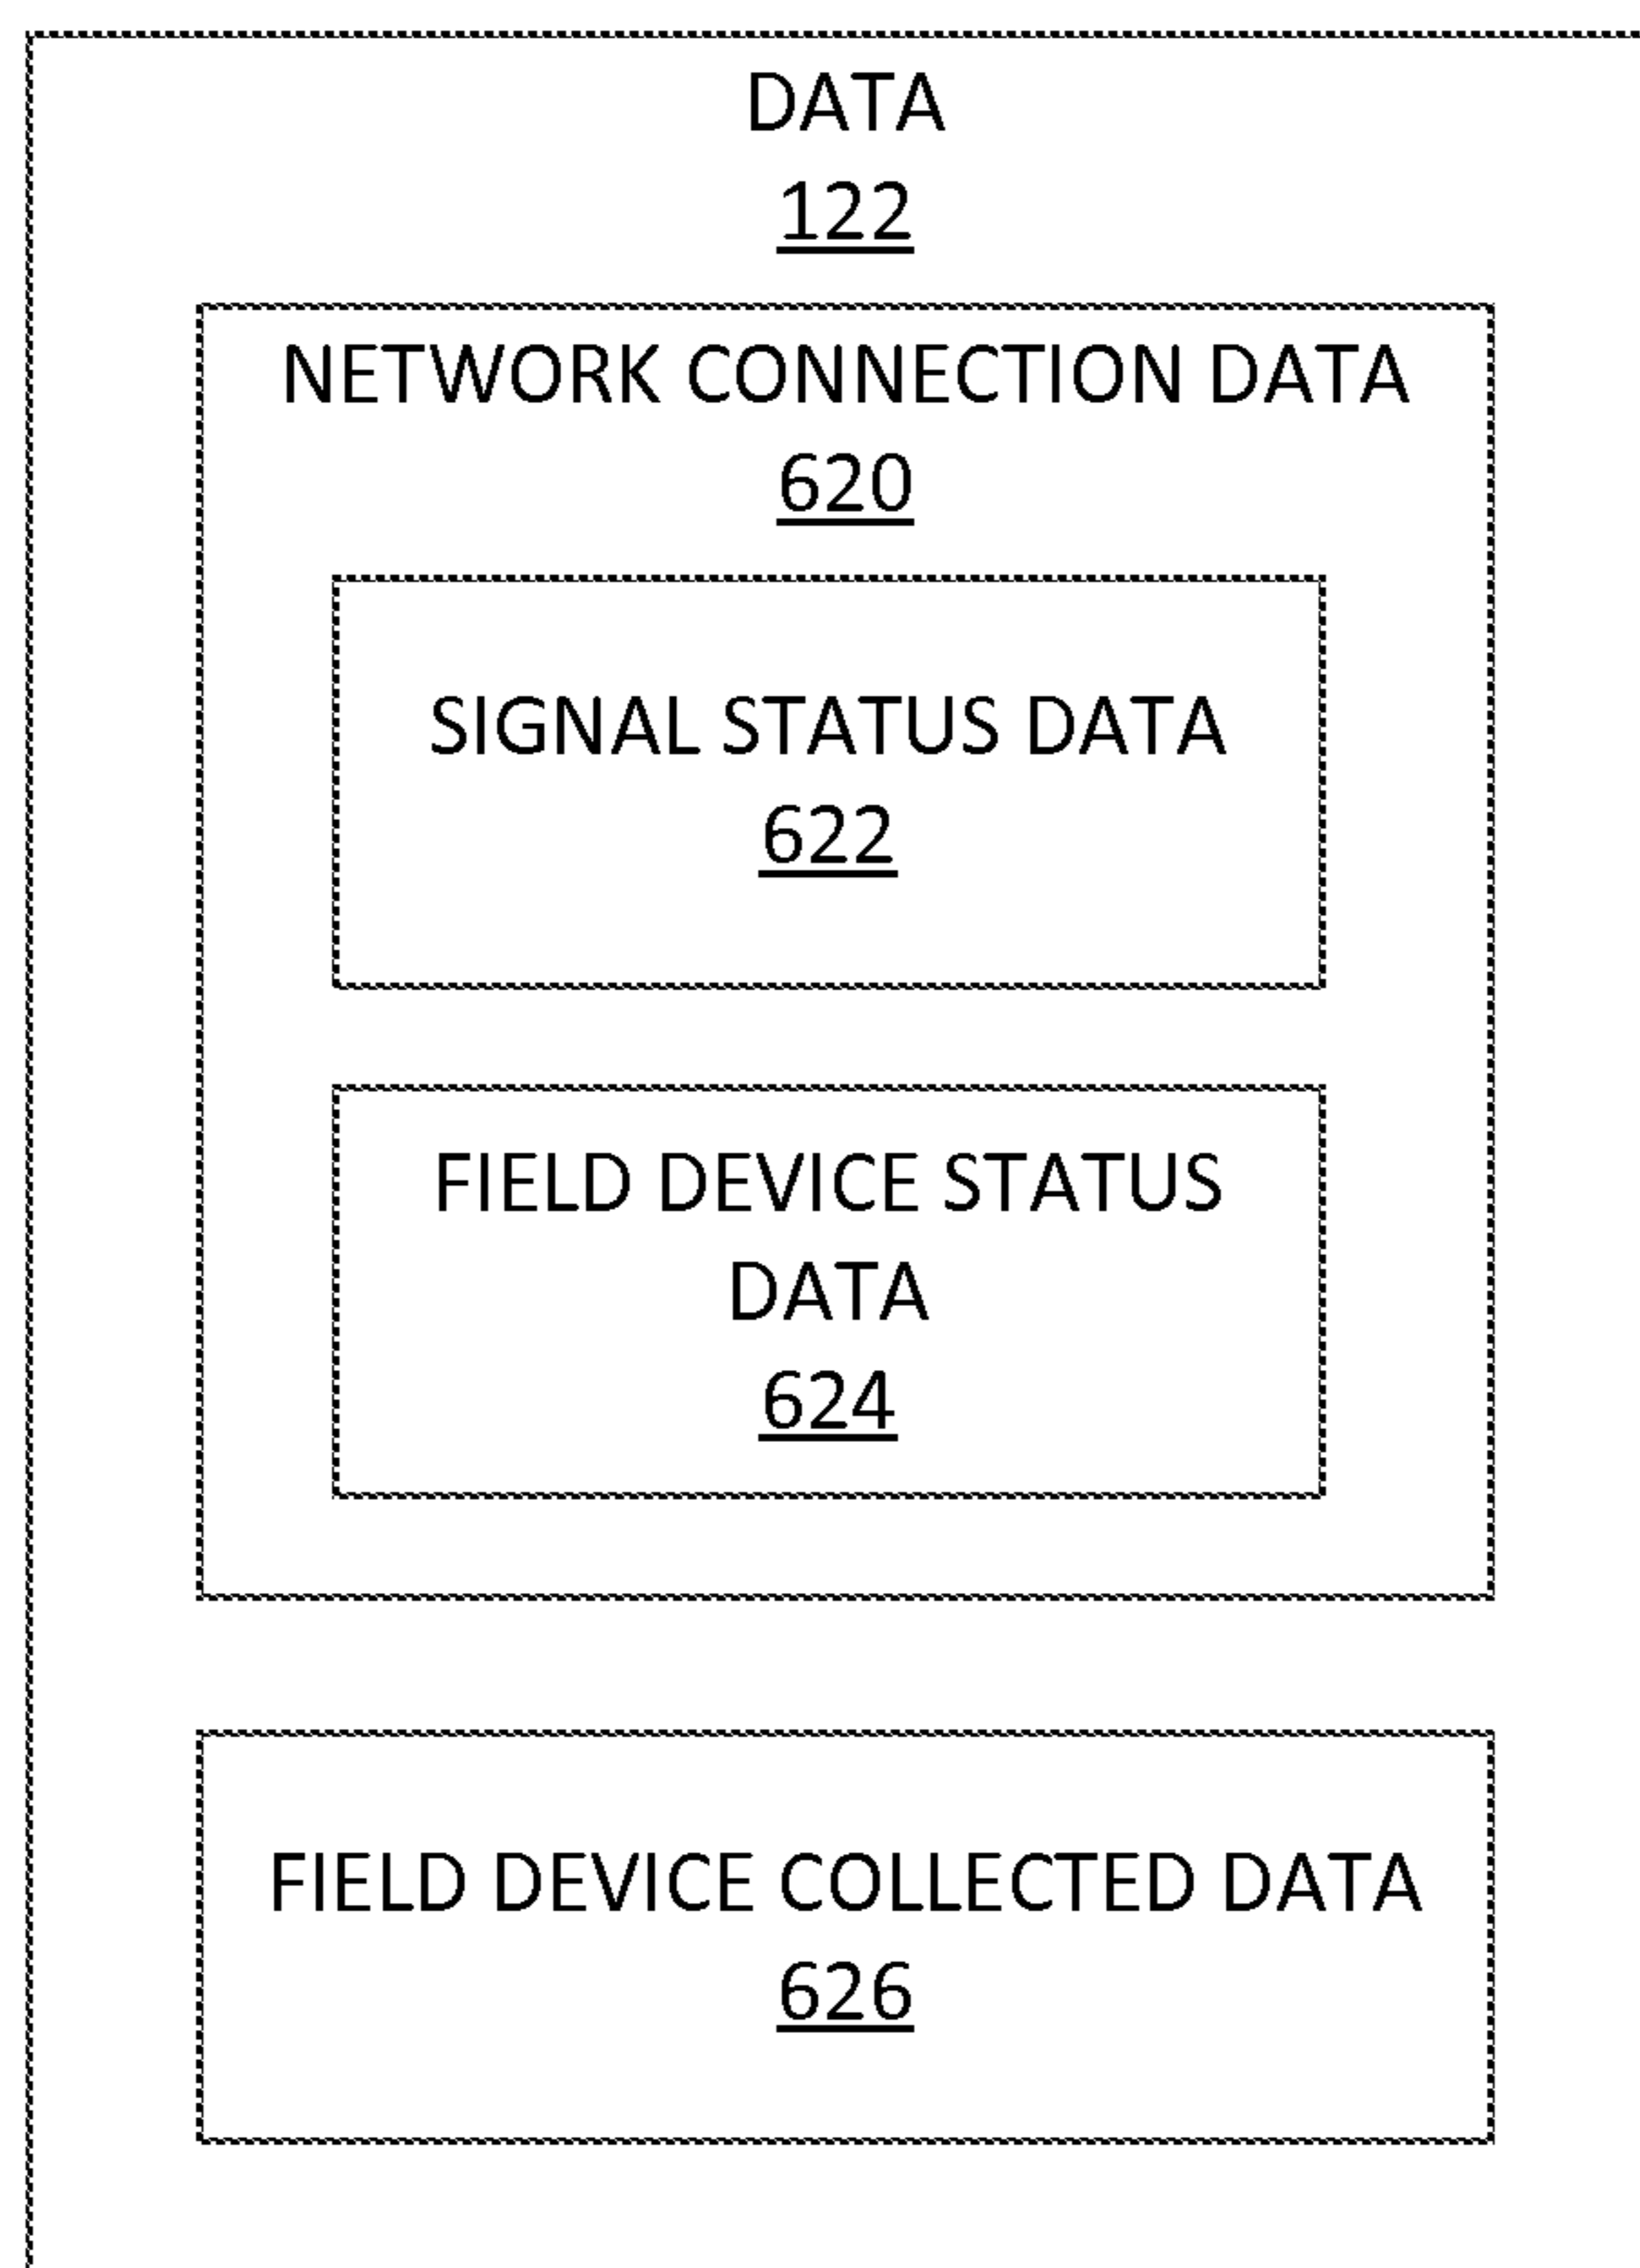 DATA
122
NETWORK CONNECTION DATA
620
SIGNAL STATUS DATA
622
FIELD DEVICE STATUS
DATA
624
FIELD DEVICE COLLECTED DATA
626